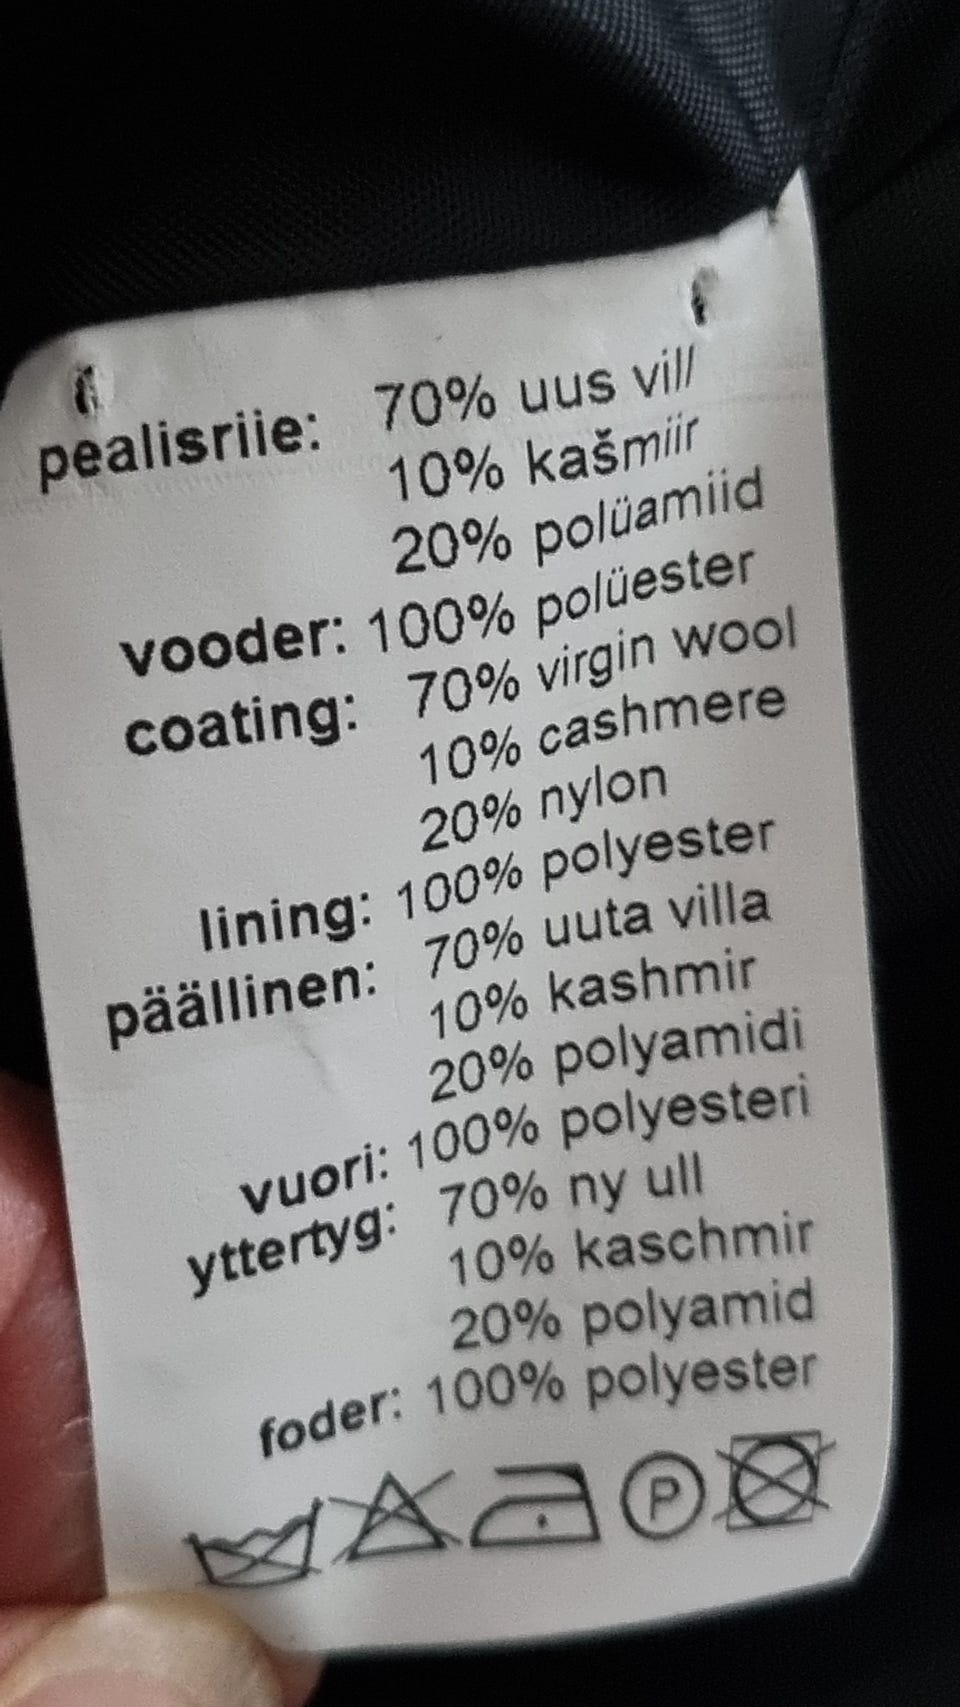 pealisriie: 70% uus vill
10% kašmiir
20% polüamiid
vooder: 100% polüester
coating: 70% virgin wool
10% cashmere
20% nylon
lining: 100% polyester
päällinen: 70% uuta villa
10% kashmir
20% polyamidi
vuori: 100% polyesteri
yttertyg: 70% ny ull
10% kaschmir
20% polyamid
foder: 100% polyester
P